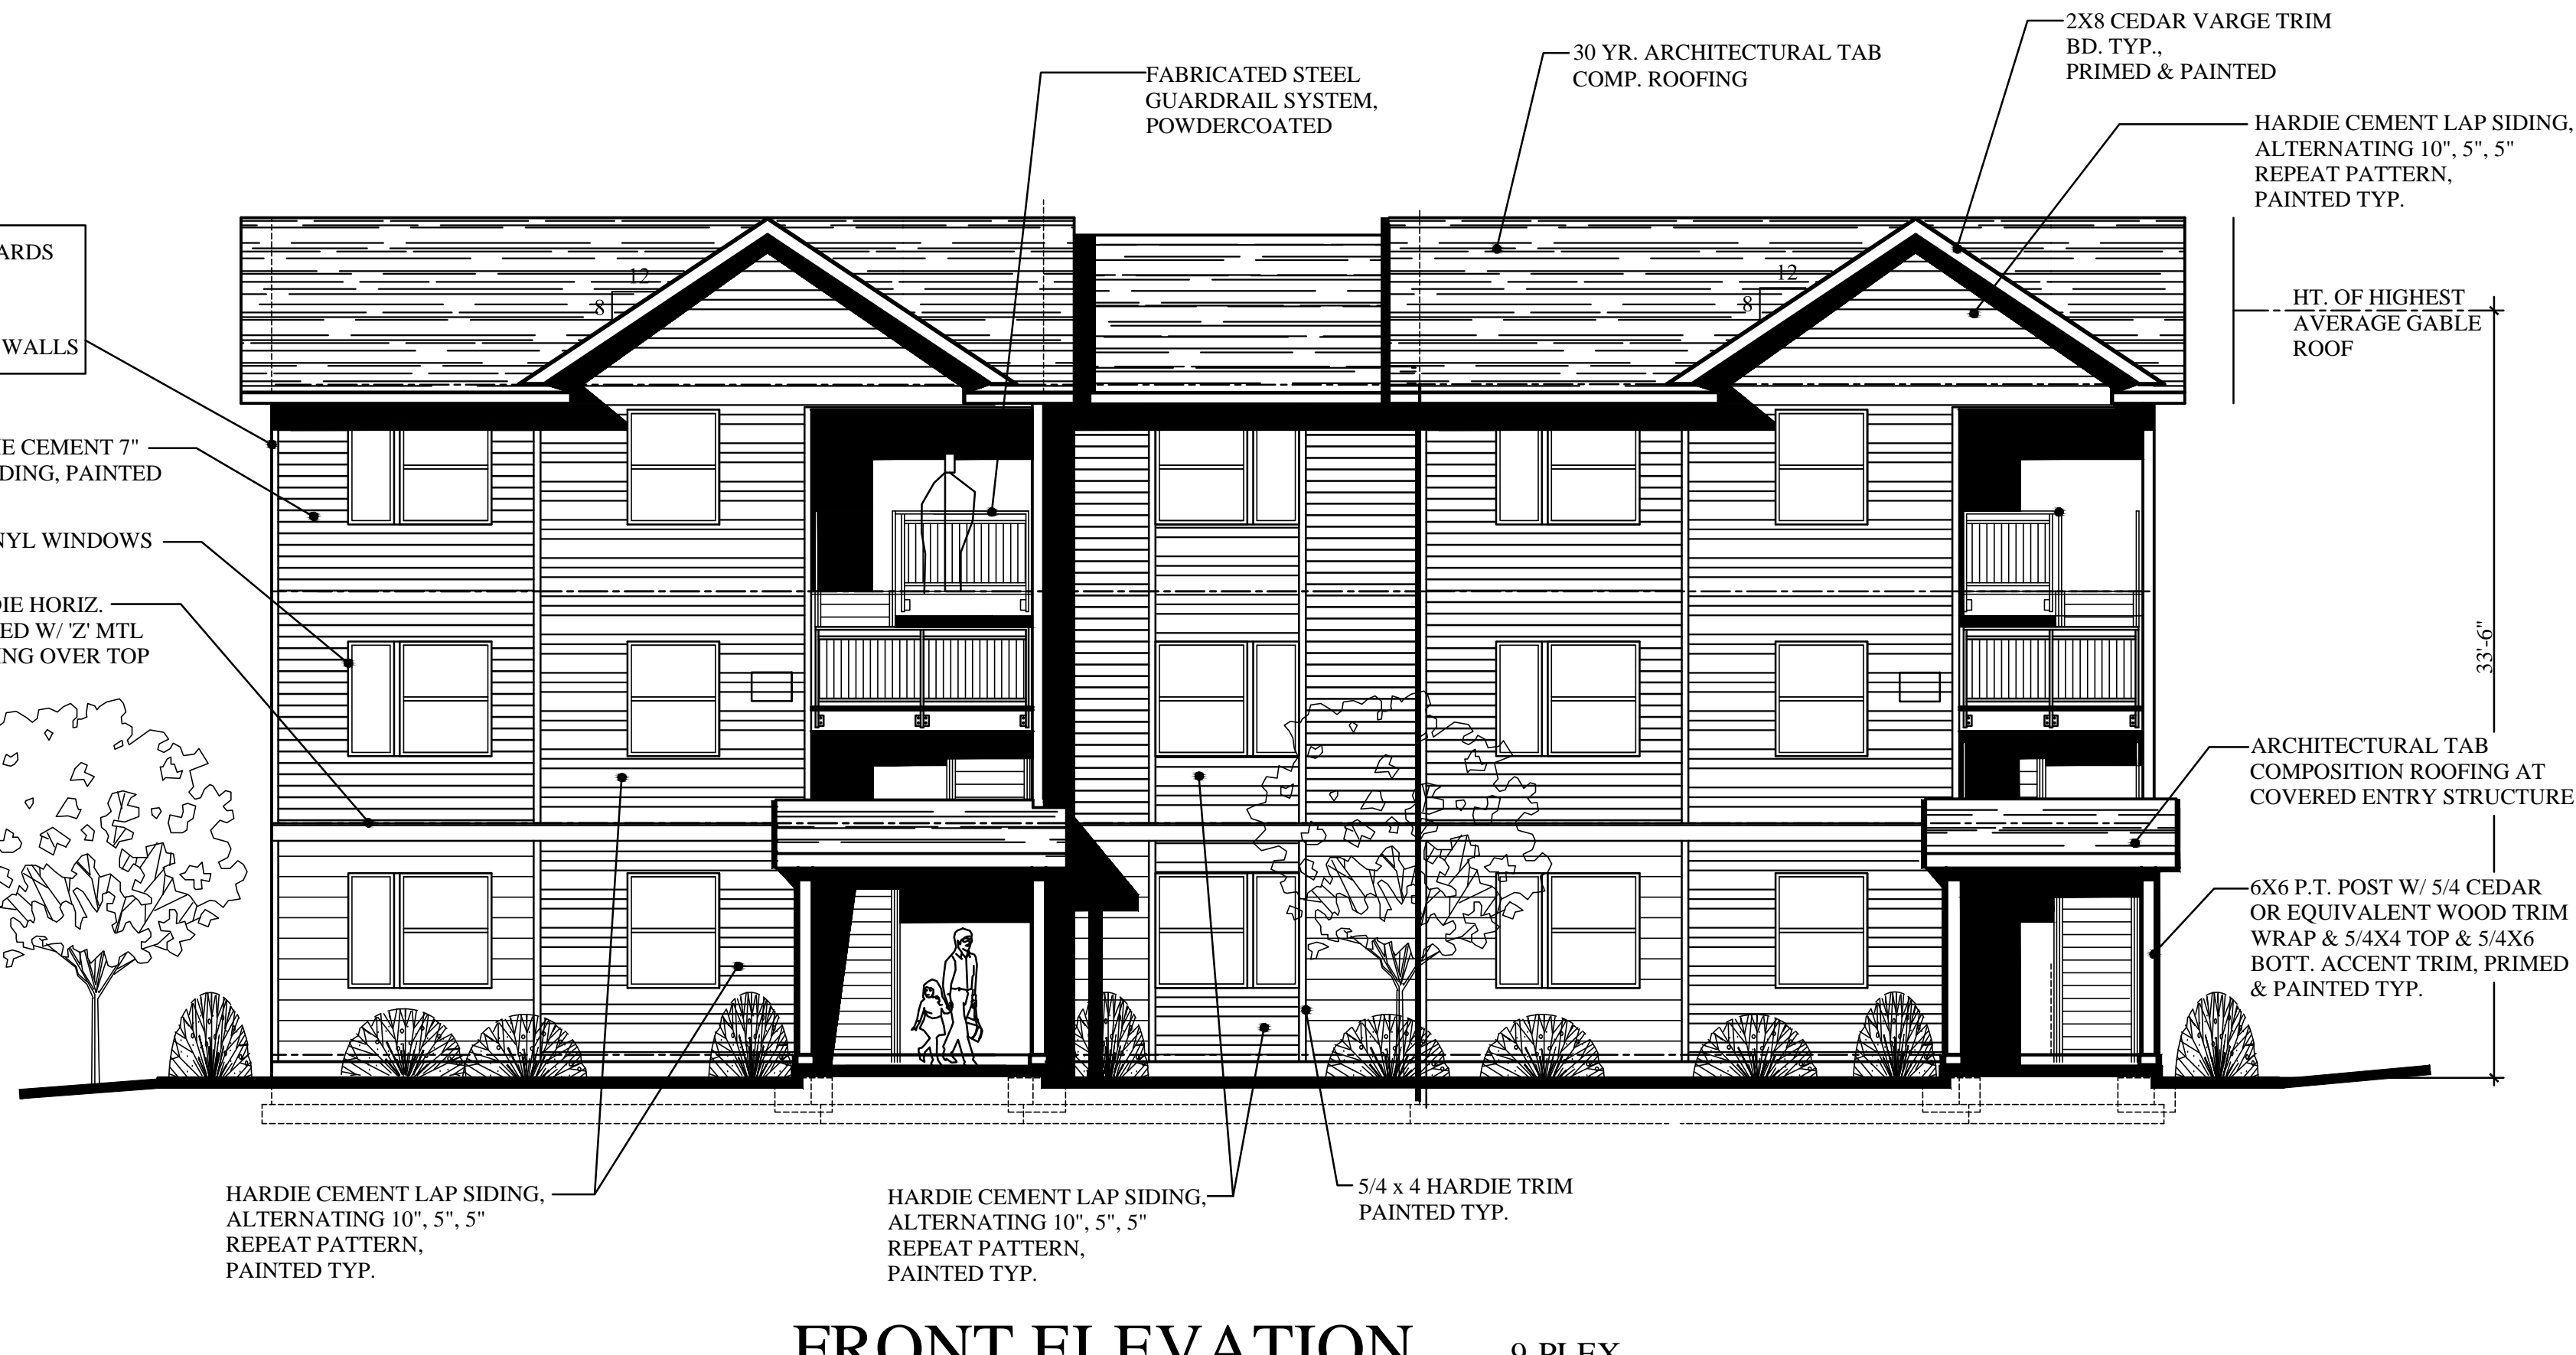 2X8 CEDAR VARGE TRIM
BD. TYP.,
PRIMED & PAINTED
30 YR. ARCHITECTURAL TAB
COMP. ROOFING
FABRICATED STEEL
GUARDRAIL SYSTEM,
POWDERCOATED
HARDIE CEMENT LAP SIDING,
ALTERNATING 10", 5", 5"
REPEAT PATTERN,
PAINTED TYP.
ARDS
WALLS
12
8
12
8
HT. OF HIGHEST
AVERAGE GABLE
ROOF
IE CEMENT 7"
DING, PAINTED
NYL WINDOWS
DIE HORIZ.
ED W/ 'Z' MTL
ING OVER TOP
33'-6"
ARCHITECTURAL TAB
COMPOSITION ROOFING AT
COVERED ENTRY STRUCTURE
6X6 P.T. POST W/ 5/4 CEDAR
OR EQUIVALENT WOOD TRIM
WRAP & 5/4X4 TOP & 5/4X6
BOTT. ACCENT TRIM, PRIMED
& PAINTED TYP.
HARDIE CEMENT LAP SIDING,
ALTERNATING 10", 5", 5"
REPEAT PATTERN,
PAINTED TYP.
HARDIE CEMENT LAP SIDING,
ALTERNATING 10", 5", 5"
REPEAT PATTERN,
PAINTED TYP.
5/4 x 4 HARDIE TRIM
PAINTED TYP.
FRONT ELEVATION
9-PLEX